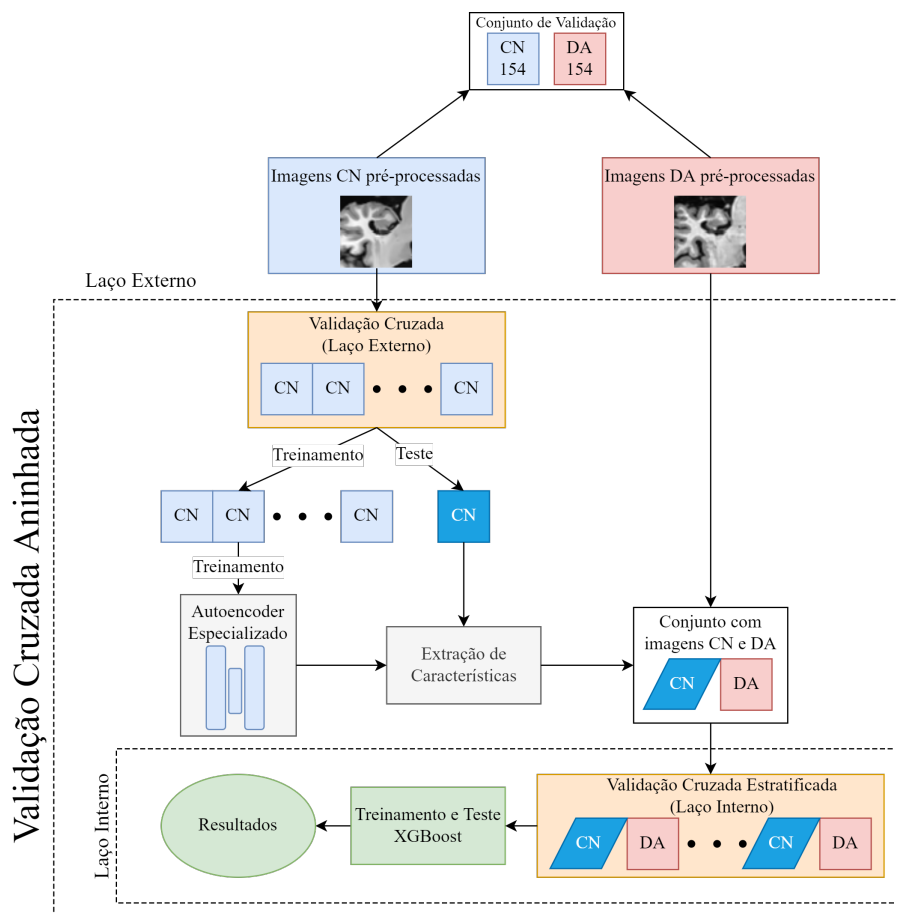 Conjunto de Validação
CN
154
DA
154
Imagens CN pré-processadas
Imagens DA pré-processadas
Laço Externo
Validação Cruzada Aninhada
Validação Cruzada
(Laço Externo)
CN
CN
CN
Treinamento
Teste
CN
CN
CN
CN
Treinamento
Autoencoder
Especializado
Extração de
Características
Conjunto com
imagens CN e DA
CN
DA
Laço Interno
Validação Cruzada Estratificada
(Laço Interno)
CN
DA
CN
DA
Treinamento e Teste
XGBoost
Resultados